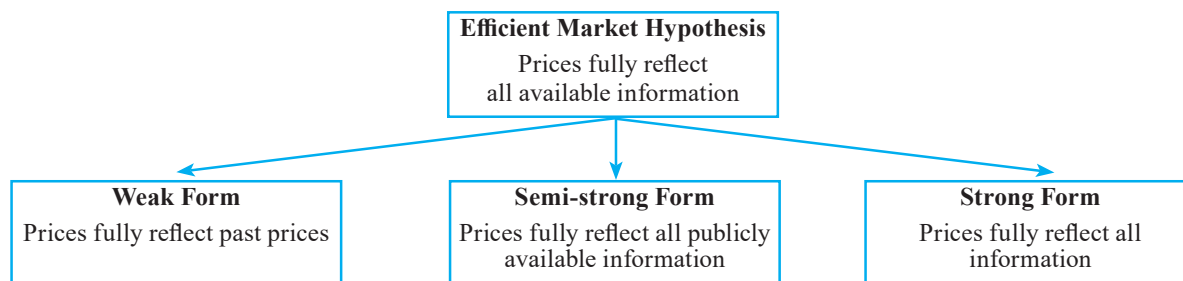 Efficient Market Hypothesis
Prices fully reflect
all available information
Weak Form
Prices fully reflect past prices
Semi-strong Form
Prices fully reflect all publicly
available information
Strong Form
Prices fully reflect all
information